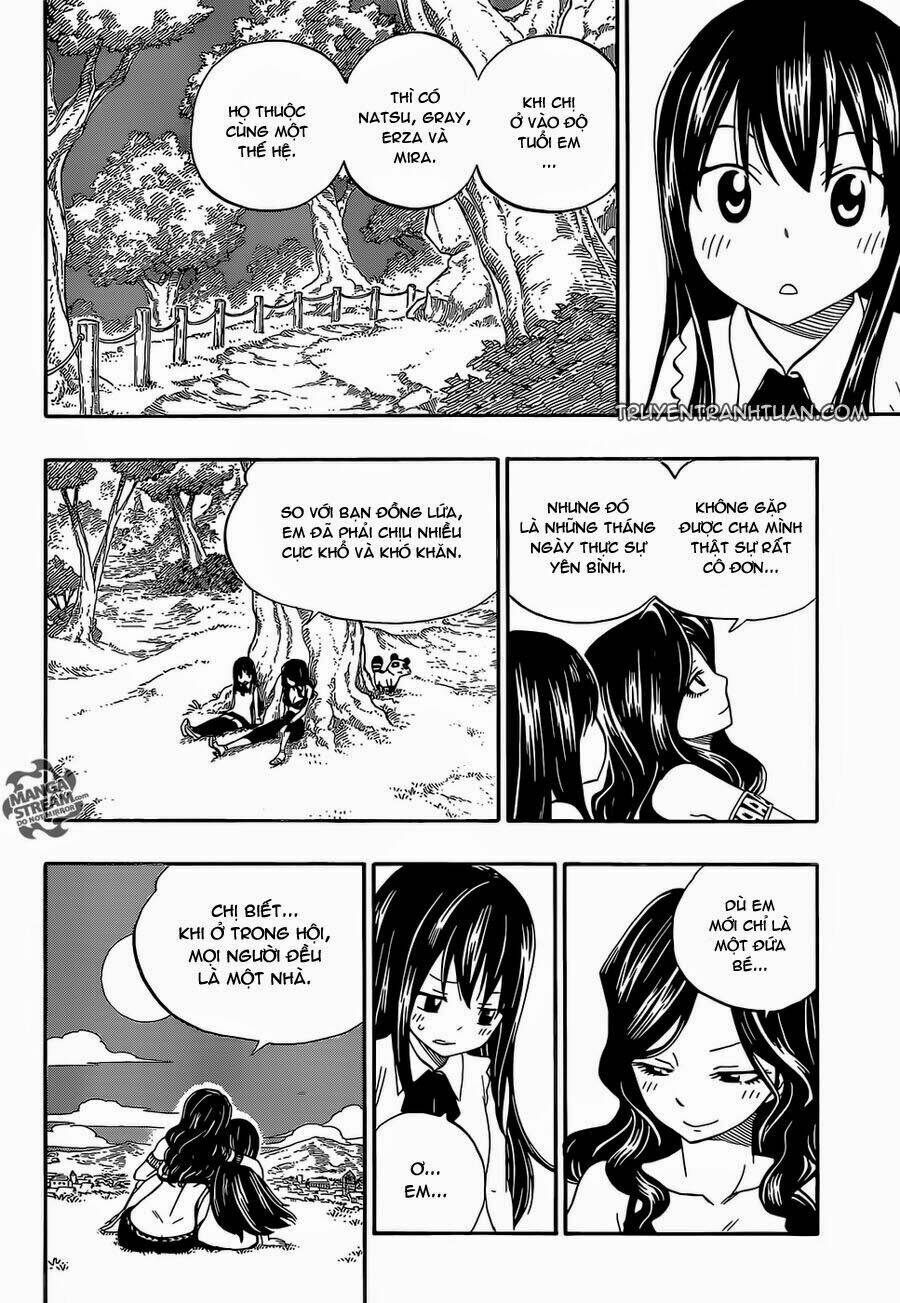 KHI CHỊ
Ở VÀO ĐỘ
TUỔI EM
...
THÌ CÓ
NATSU, GRAY,
ERZA VÀ
MIRA.
HỌ THUỘC
CÙNG MỘT
THẾ HỆ.
TRUYENTRANHTUAN.COM
KHÔNG GẶP
ĐƯỢC CHA MÌNH
THẬT SỰ RẤT
CÔ ĐƠN...
NHƯNG ĐÓ
LÀ NHỮNG THÁNG
NGÀY THỰC SỰ
YÊN BÌNH.
SO VỚI BẠN ĐỒNG LỨA,
EM ĐÃ PHẢI CHỊU NHIỀU
CỰC KHỔ VÀ KHÓ KHĂN.
MANGA
STREAM.com
DO NOT MIRROR
DÙ EM
MỚI CHỈ LÀ
MỘT ĐỨA
BÉ...
Ơ...
EM...
CHỊ BIẾT...
KHI Ở TRONG HỘI,
MỌI NGƯỜI ĐỀU
LÀ MỘT NHÀ.